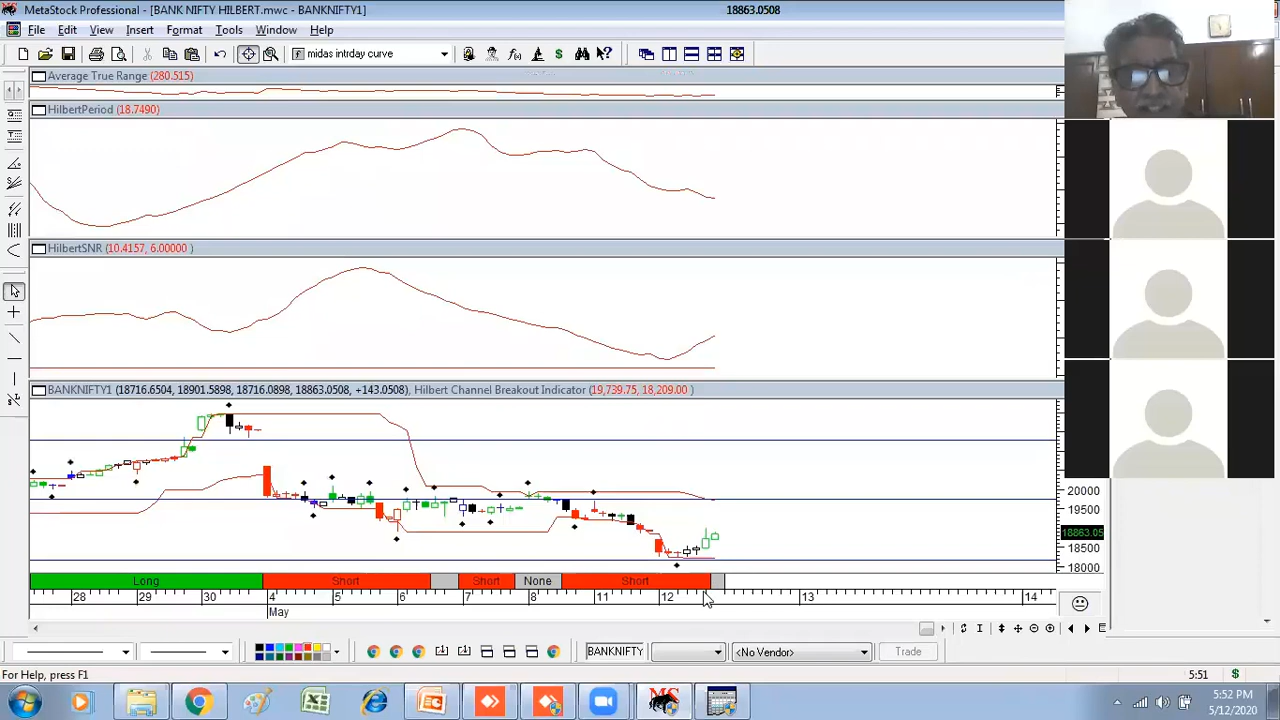 MetaStock Professional - [BANK NIFTY HILBERT.mwc - BANKNIFTY1]
18863.0508
File Edit View Insert Format Tools Window Help
midas intrday curve
Average True Range (280.515)
HilbertPeriod (18.7490)
HilbertSNR (10.4157, 6.00000 )
BANKNIFTY1 (18716.6504, 18901.5898, 18716.0898, 18863.0508, +143.0508), Hilbert Channel Breakout Indicator (19,739.75, 18,209.00 )
20000
19500
18863.05
18500
18000
Long Short Short None Short
28 29 30 4 5 6 7 8 11 12 13 14
May
BANKNIFTY <No Vendor> Trade
For Help, press F1
5:51
5:52 PM
5/12/2020